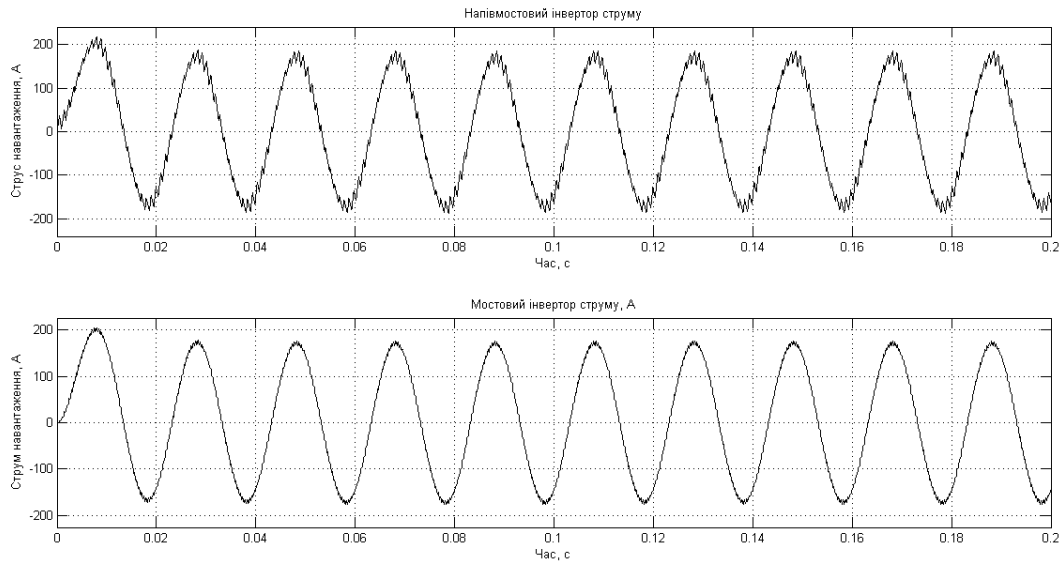 Напівмостовий інвертор струму
Струс навантаження, А
200
100
0
-100
-200
0 0.02 0.04 0.06 0.08 0.1 0.12 0.14 0.16 0.18 0.2
Час, с
Мостовий інвертор струму, А
Струм навантаження, А
200
100
0
-100
-200
0 0.02 0.04 0.06 0.08 0.1 0.12 0.14 0.16 0.18 0.2
Час, с